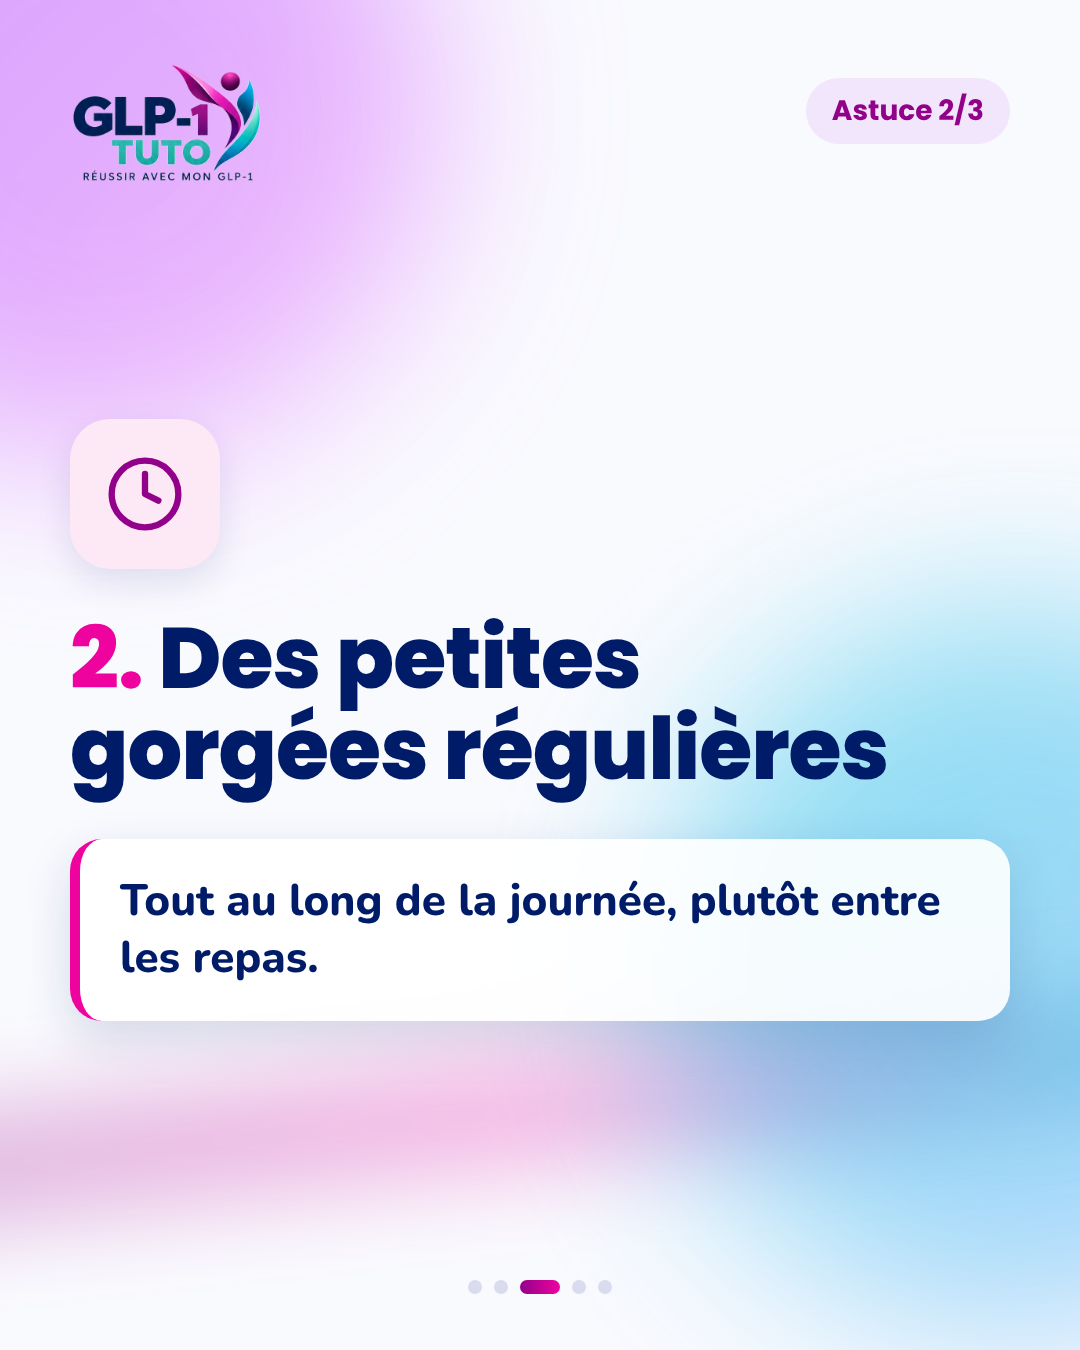 GLP-1
TUTO
RÉUSSIR AVEC MON GLP-1
Astuce 2/3
2. Des petites
gorgées régulières
Tout au long de la journée, plutôt entre
les repas.